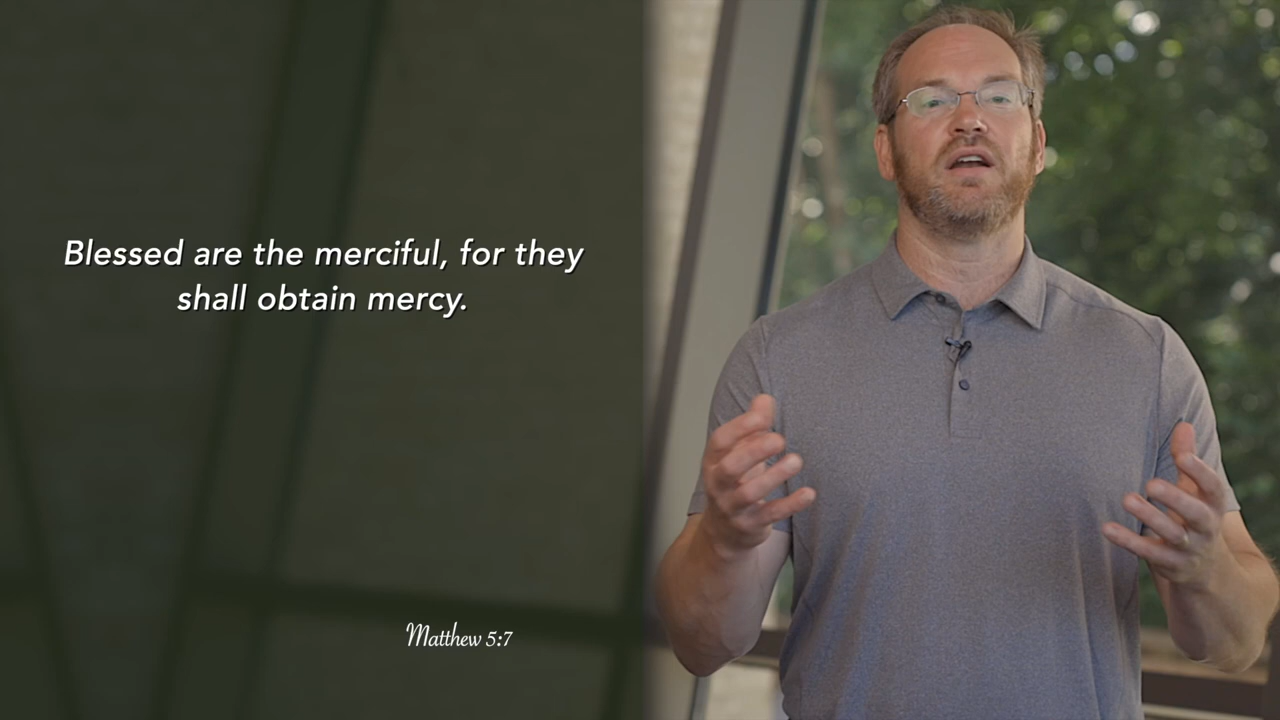 Blessed are the merciful, for they
shall obtain mercy.
Matthew 5:7